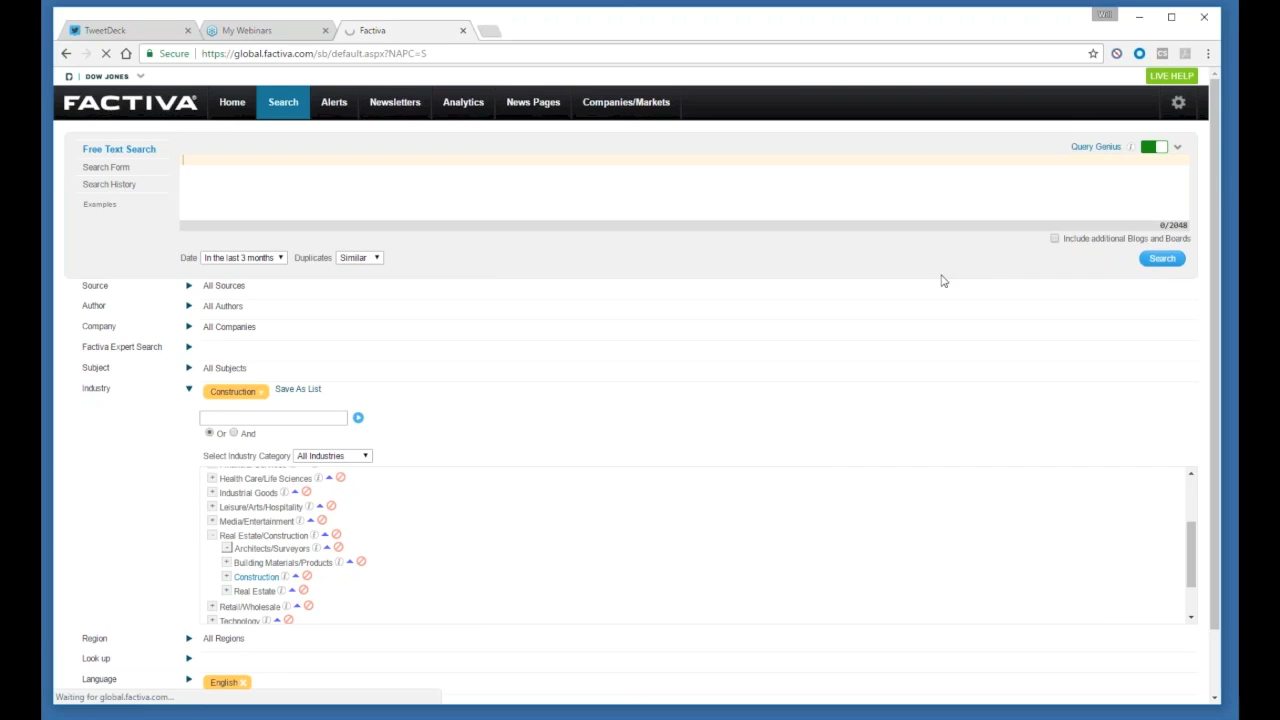 Will
TweetDeck
My Webinars
Factiva
Secure
https://global.factiva.com/sb/default.aspx?NAPC=S
DOW JONES
LIVE HELP
FACTIVA
Home
Search
Alerts
Newsletters
Analytics
News Pages
Companies/Markets
Free Text Search
Query Genius
Search Form
Search History
Examples
0/2048
Include additional Blogs and Boards
Date In the last 3 months Duplicates Similar
Search
Source All Sources
Author All Authors
Company All Companies
Factiva Expert Search
Subject All Subjects
Industry Construction Save As List
Or And
Select Industry Category All Industries
Health Care/Life Sciences
Industrial Goods
Leisure/Arts/Hospitality
Media/Entertainment
Real Estate/Construction
Architects/Surveyors
Building Materials/Products
Construction
Real Estate
Retail/Wholesale
Technology
Region All Regions
Look up
Language English
Waiting for global.factiva.com...